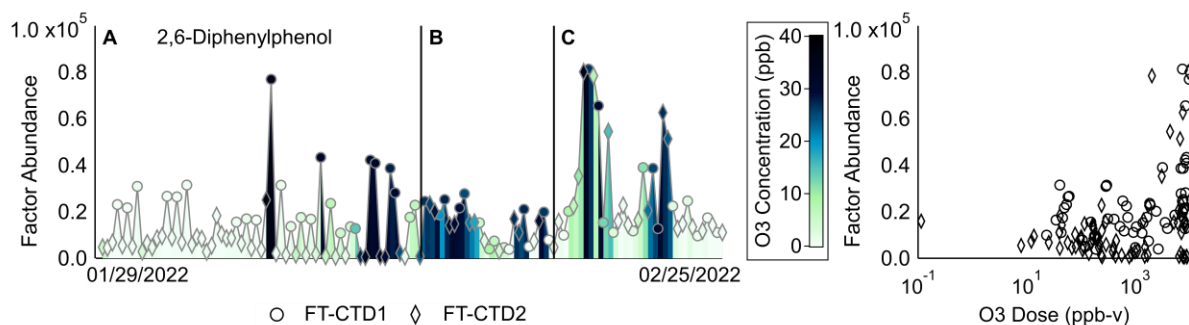 1.0 x10^5
0.8
0.6
0.4
0.2
0.0
Factor Abundance
A
2,6-Diphenylphenol
B
C
01/29/2022
02/25/2022
FT-CTD1
FT-CTD2
O3 Concentration (ppb)
40
30
20
10
0
1.0 x10^5
0.8
0.6
0.4
0.2
0.0
Factor Abundance
10^-1
10^1
10^3
O3 Dose (ppb-v)